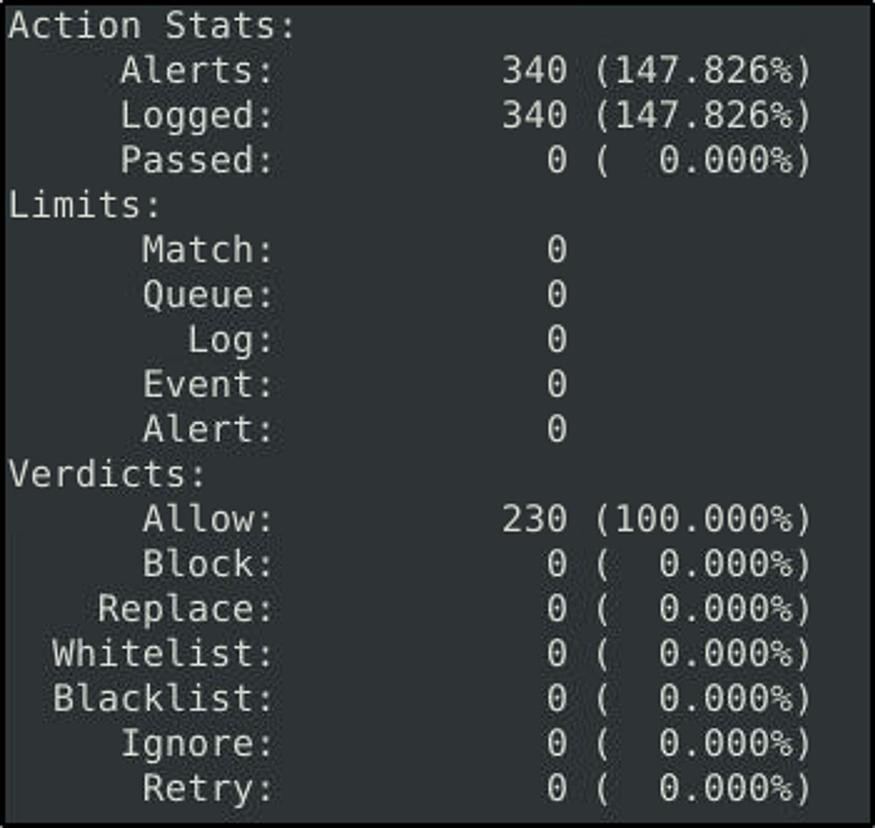 Action Stats:
Alerts: 340 (147.826%)
Logged: 340 (147.826%)
Passed: 0 ( 0.000%)
Limits:
Match: 0
Queue: 0
Log: 0
Event: 0
Alert: 0
Verdicts:
Allow: 230 (100.000%)
Block: 0 ( 0.000%)
Replace: 0 ( 0.000%)
Whitelist: 0 ( 0.000%)
Blacklist: 0 ( 0.000%)
Ignore: 0 ( 0.000%)
Retry: 0 ( 0.000%)